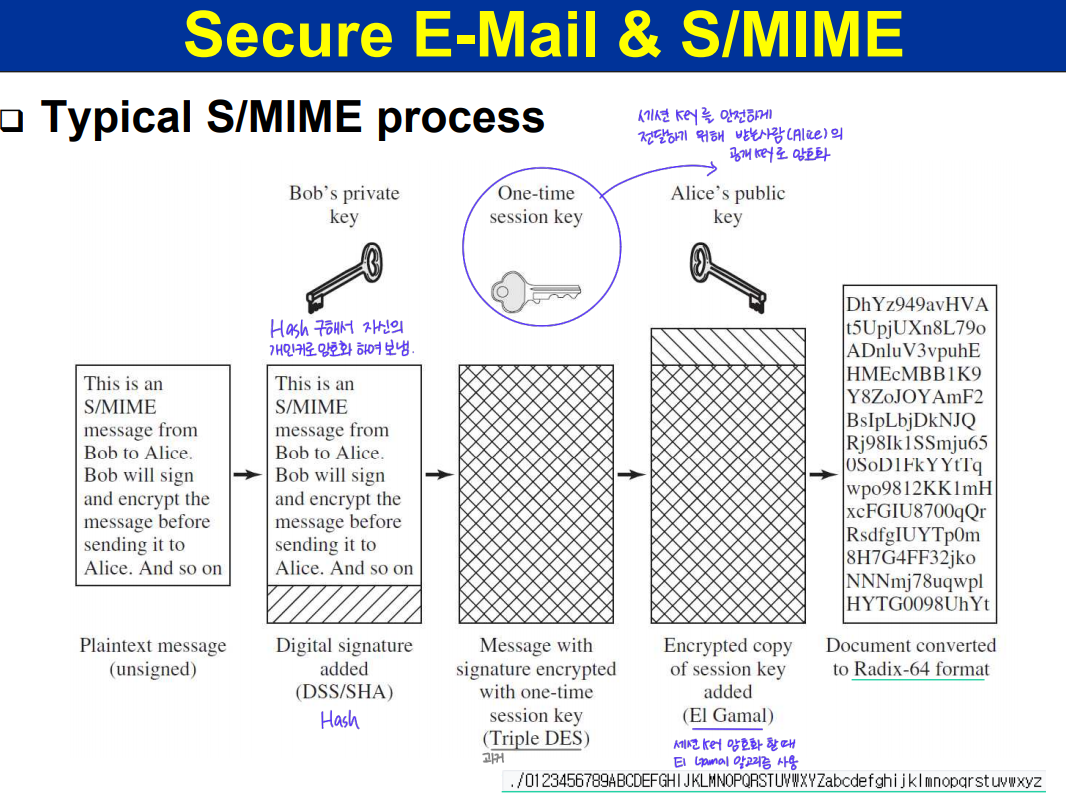 Secure E-Mail & S/MIME
❑ Typical S/MIME process
세션 Key를 안전하게
전달하기 위해 받는사람(Alice)의
공개 Key로 암호화
Bob's private
key
One-time
session key
Alice's public
key
Hash 구해서 자신의
개인키로 암호화 하여 보냄.
This is an
S/MIME
message from
Bob to Alice.
Bob will sign
and encrypt the
message before
sending it to
Alice. And so on
This is an
S/MIME
message from
Bob to Alice.
Bob will sign
and encrypt the
message before
sending it to
Alice. And so on
DhYz949avHVA
t5UpjUXn8L79o
ADnluV3vpuhE
HMEcMBB1K9
Y8ZoJOYAmF2
BsIpLbjDkNJQ
Rj98Ik1SSmju65
0SoD1FkYYtTq
wpo9812KK1mH
xcFGIU8700qQr
RsdfgIUYTp0m
8H7G4FF32jko
NNNmj78uqwpl
HYTG0098UhYt
Plaintext message
(unsigned)
Digital signature
added
(DSS/SHA)
Hash
Message with
signature encrypted
with one-time
session key
(Triple DES)
과거
Encrypted copy
of session key
added
(El Gamal)
세션 Key 암호화 할 때
El Gamal 알고리즘 사용
Document converted
to Radix-64 format
./0123456789ABCDEFGHIJKLMNOPQRSTUVWXYZabcdefghijklmnopqrstuvwxyz